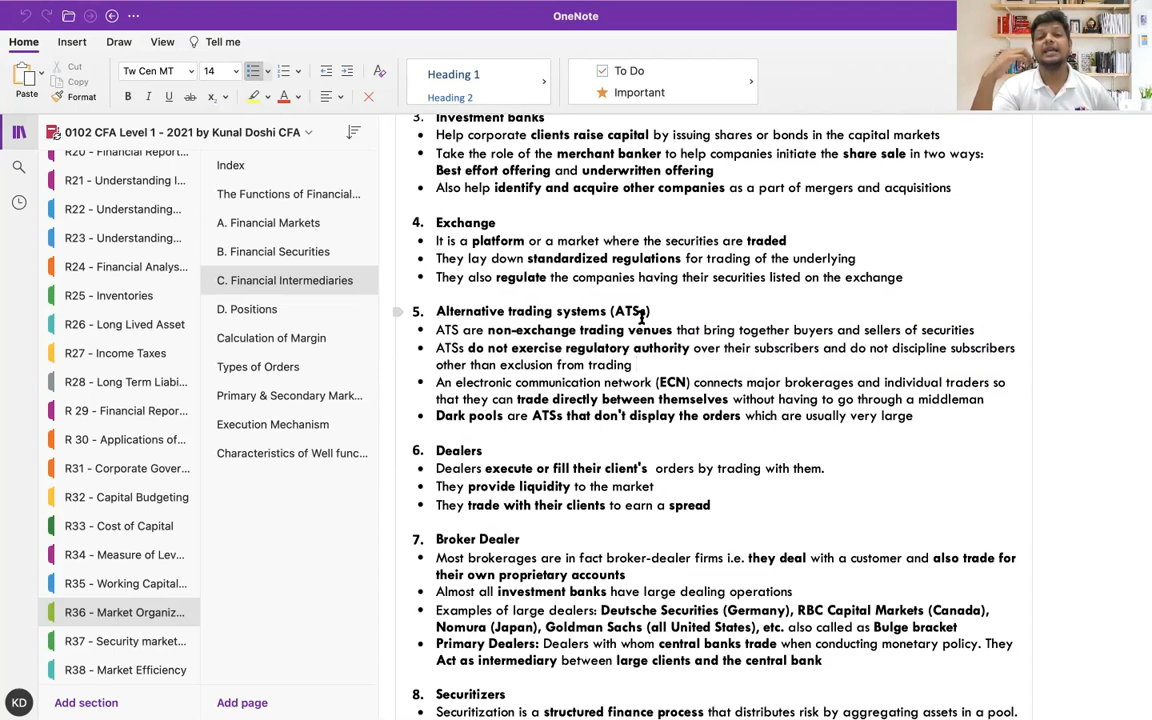 OneNote
Home Insert Draw View Tell me
Paste
Cut
Copy
Format
Tw Cen MT 14
B I U ab x₂ A
Heading 1
Heading 2
To Do
Important
0102 CFA Level 1 - 2021 by Kunal Doshi CFA
R20 - Financial Report...
R21 - Understanding I...
R22 - Understanding...
R23 - Understanding...
R24 - Financial Analys...
R25 - Inventories
R26 - Long Lived Asset
R27 - Income Taxes
R28 - Long Term Liabi...
R 29 - Financial Repor...
R 30 - Applications of...
R31 - Corporate Gover...
R32 - Capital Budgeting
R33 - Cost of Capital
R34 - Measure of Lev...
R35 - Working Capital...
R36 - Market Organiz...
R37 - Security market...
R38 - Market Efficiency
KD
Add section
Index
The Functions of Financial...
A. Financial Markets
B. Financial Securities
C. Financial Intermediaries
D. Positions
Calculation of Margin
Types of Orders
Primary & Secondary Mark...
Execution Mechanism
Characteristics of Well func...
Add page
3. Investment banks
• Help corporate clients raise capital by issuing shares or bonds in the capital markets
• Take the role of the merchant banker to help companies initiate the share sale in two ways:
Best effort offering and underwritten offering
• Also help identify and acquire other companies as a part of mergers and acquisitions
4. Exchange
• It is a platform or a market where the securities are traded
• They lay down standardized regulations for trading of the underlying
• They also regulate the companies having their securities listed on the exchange
5. Alternative trading systems (ATSs)
• ATS are non-exchange trading venues that bring together buyers and sellers of securities
• ATSs do not exercise regulatory authority over their subscribers and do not discipline subscribers
other than exclusion from trading
• An electronic communication network (ECN) connects major brokerages and individual traders so
that they can trade directly between themselves without having to go through a middleman
• Dark pools are ATSs that don't display the orders which are usually very large
6. Dealers
• Dealers execute or fill their client's orders by trading with them.
• They provide liquidity to the market
• They trade with their clients to earn a spread
7. Broker Dealer
• Most brokerages are in fact broker-dealer firms i.e. they deal with a customer and also trade for
their own proprietary accounts
• Almost all investment banks have large dealing operations
• Examples of large dealers: Deutsche Securities (Germany), RBC Capital Markets (Canada),
Nomura (Japan), Goldman Sachs (all United States), etc. also called as Bulge bracket
• Primary Dealers: Dealers with whom central banks trade when conducting monetary policy. They
Act as intermediary between large clients and the central bank
8. Securitizers
• Securitization is a structured finance process that distributes risk by aggregating assets in a pool.